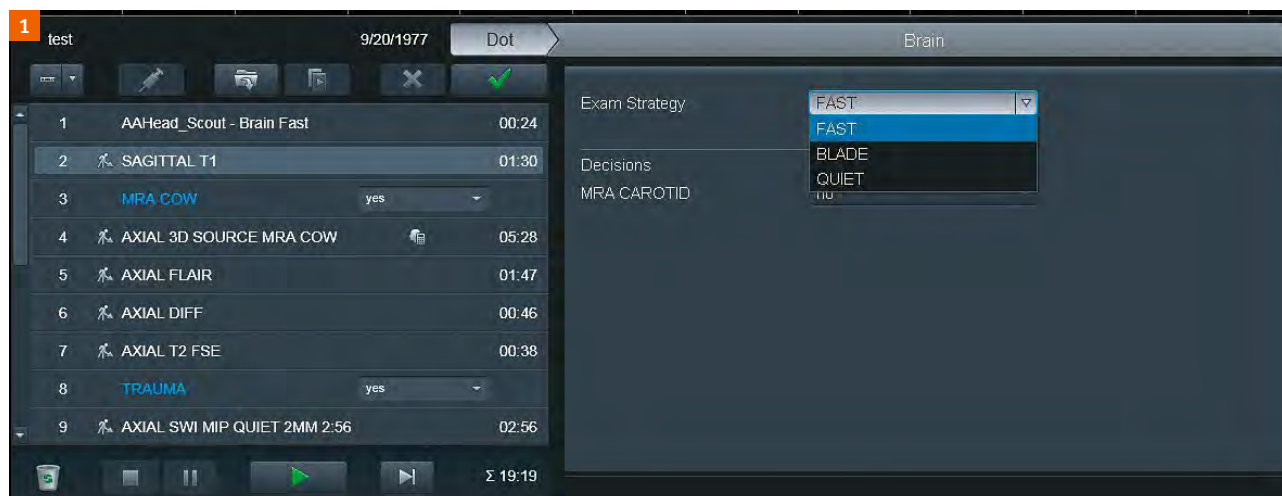 1
test 9/20/1977 Dot Brain
Exam Strategy FAST
FAST
BLADE
QUIET
Decisions
MRA CAROTID no
1 AAHead_Scout - Brain Fast 00:24
2 SAGITTAL T1 01:30
3 MRA COW yes
4 AXIAL 3D SOURCE MRA COW 05:28
5 AXIAL FLAIR 01:47
6 AXIAL DIFF 00:46
7 AXIAL T2 FSE 00:38
8 TRAUMA yes
9 AXIAL SWI MIP QUIET 2MM 2:56 02:56
Σ 19:19